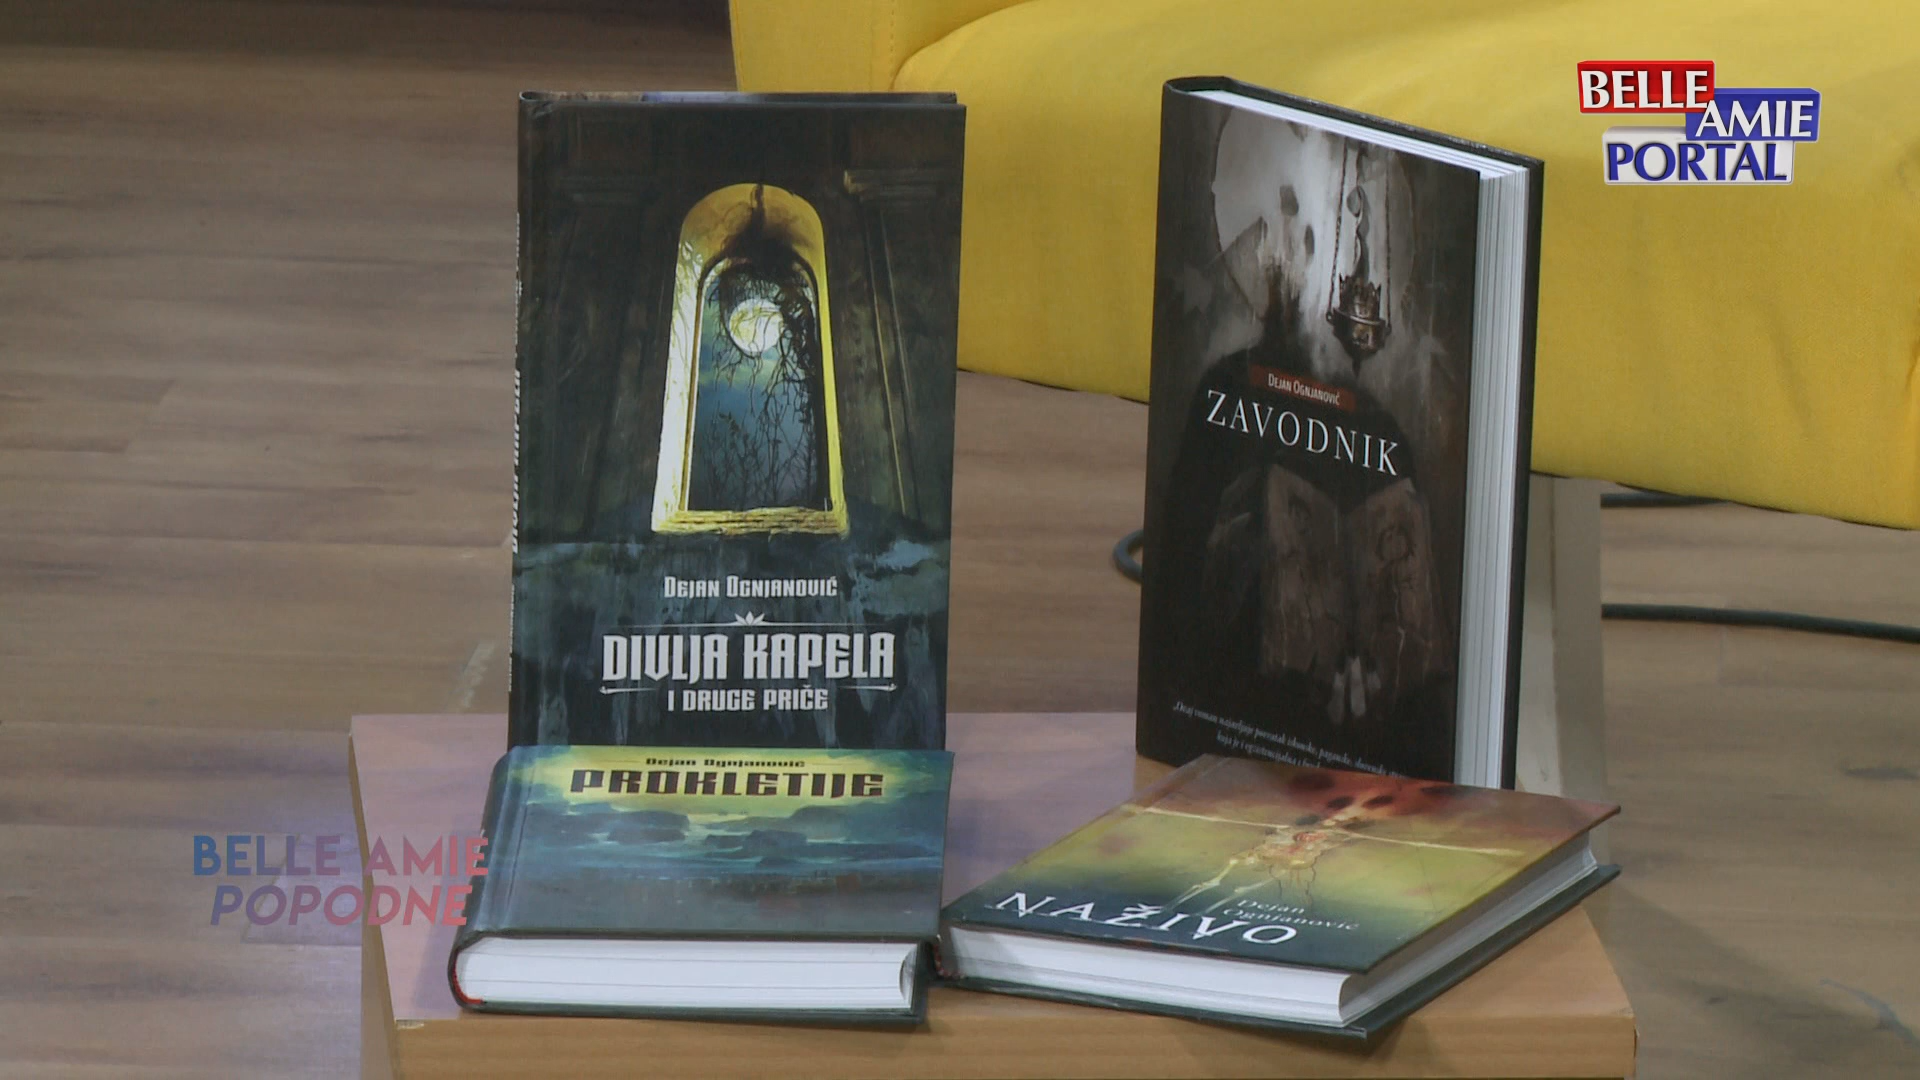 BELLE
AMIE
PORTAL
DEJAN OGNJANOVIĆ
DIVLJA KAPELA
I DRUGE PRIČE
DEJAN OGNJANOVIĆ
ZAVODNIK
Dejan Ognjanović
PROKLETIJE
Dejan
Ognjanović
NAŽIVO
BELLE AMIE
POPODNE